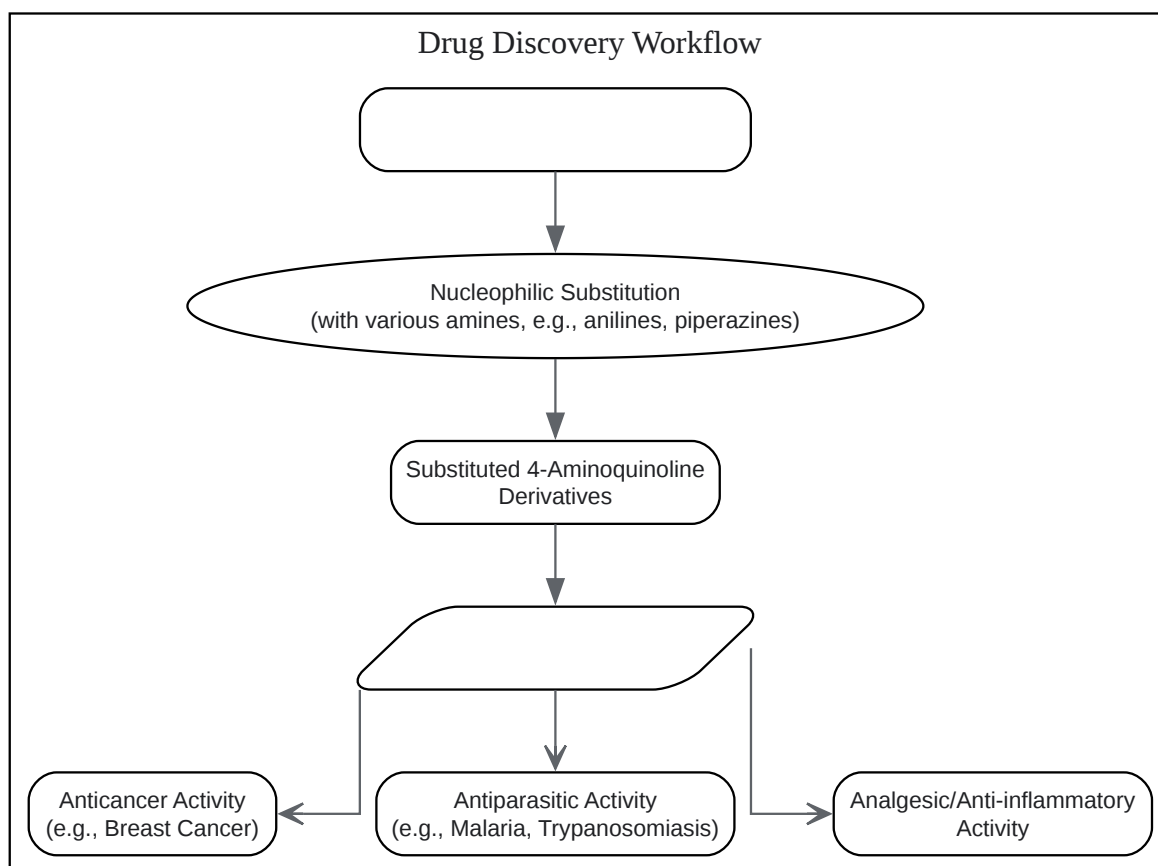 Drug Discovery Workflow
Nucleophilic Substitution
(with various amines, e.g., anilines, piperazines)
Substituted 4-Aminoquinoline
Derivatives
Anticancer Activity
(e.g., Breast Cancer)
Antiparasitic Activity
(e.g., Malaria, Trypanosomiasis)
Analgesic/Anti-inflammatory
Activity